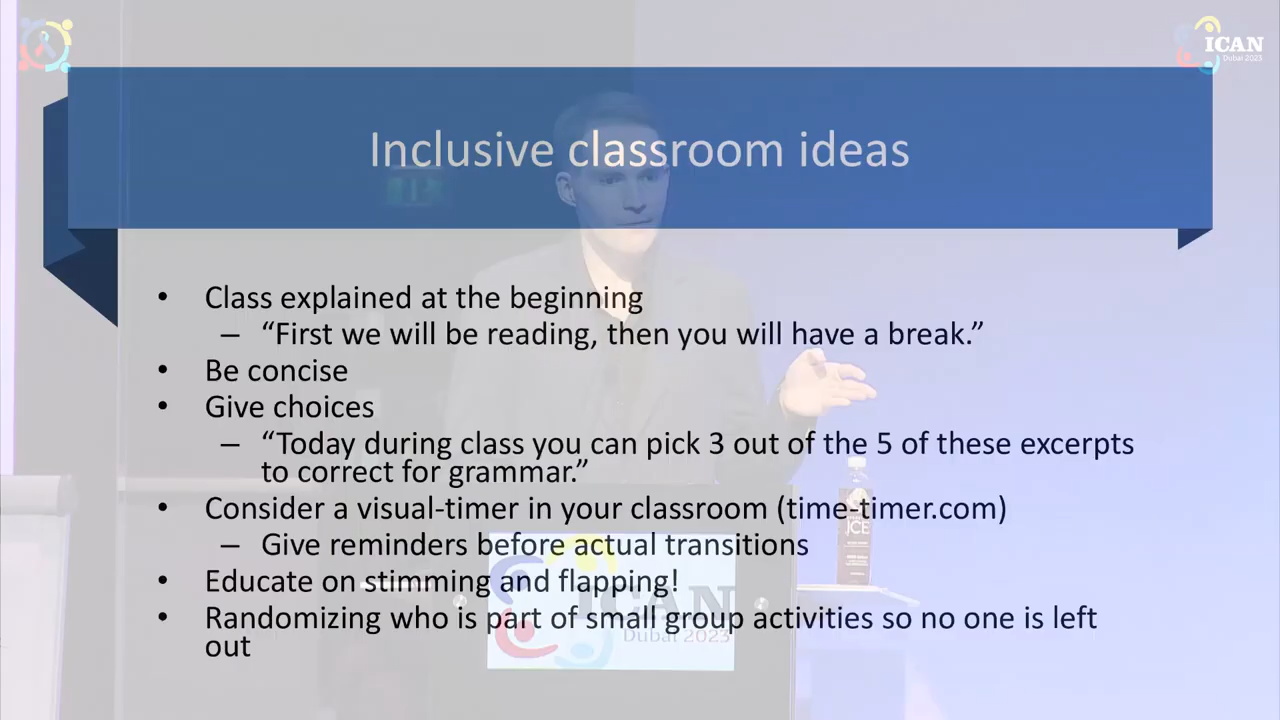 ICAN
Dubai 2023
Inclusive classroom ideas
• Class explained at the beginning
– “First we will be reading, then you will have a break.”
• Be concise
• Give choices
– “Today during class you can pick 3 out of the 5 of these excerpts
to correct for grammar.”
• Consider a visual-timer in your classroom (time-timer.com)
– Give reminders before actual transitions
• Educate on stimming and flapping!
• Randomizing who is part of small group activities so no one is left
out
ICAN
Dubai 2023